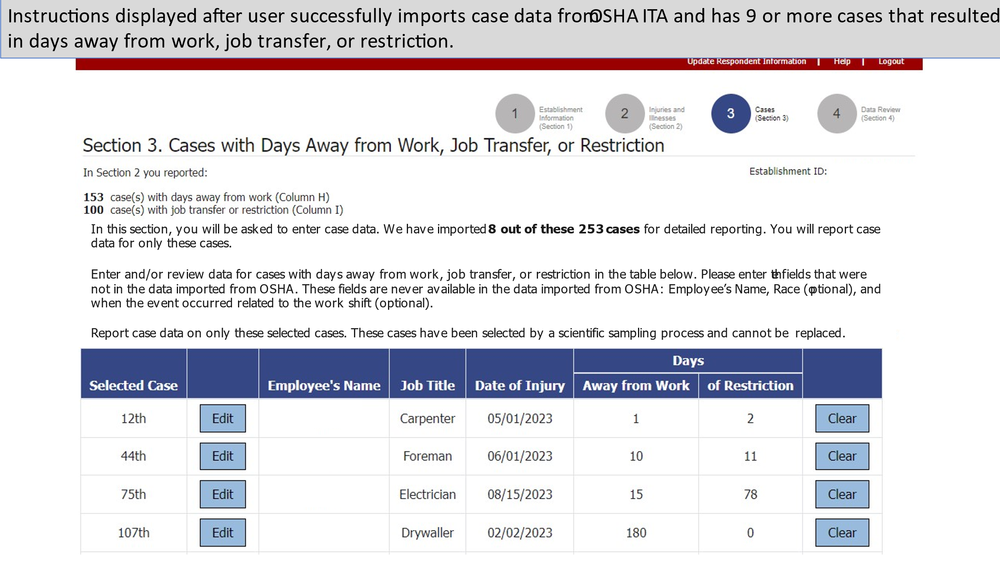 Instructions displayed after user successfully imports case data from OSHA ITA and has 9 or more cases that resulted
in days away from work, job transfer, or restriction.
Update Respondent Information | Help | Logout
1 Establishment Information (Section 1)
2 Injuries and Illnesses (Section 2)
3 Cases (Section 3)
4 Data Review (Section 4)
Section 3. Cases with Days Away from Work, Job Transfer, or Restriction
In Section 2 you reported:
Establishment ID:
153 case(s) with days away from work (Column H)
100 case(s) with job transfer or restriction (Column I)
In this section, you will be asked to enter case data. We have imported 8 out of these 253 cases for detailed reporting. You will report case
data for only these cases.
Enter and/or review data for cases with days away from work, job transfer, or restriction in the table below. Please enter the fields that were
not in the data imported from OSHA. These fields are never available in the data imported from OSHA: Employee’s Name, Race (optional), and
when the event occurred related to the work shift (optional).
Report case data on only these selected cases. These cases have been selected by a scientific sampling process and cannot be replaced.
Days
Selected Case Employee's Name Job Title Date of Injury Away from Work of Restriction
12th Edit Carpenter 05/01/2023 1 2 Clear
44th Edit Foreman 06/01/2023 10 11 Clear
75th Edit Electrician 08/15/2023 15 78 Clear
107th Edit Drywaller 02/02/2023 180 0 Clear